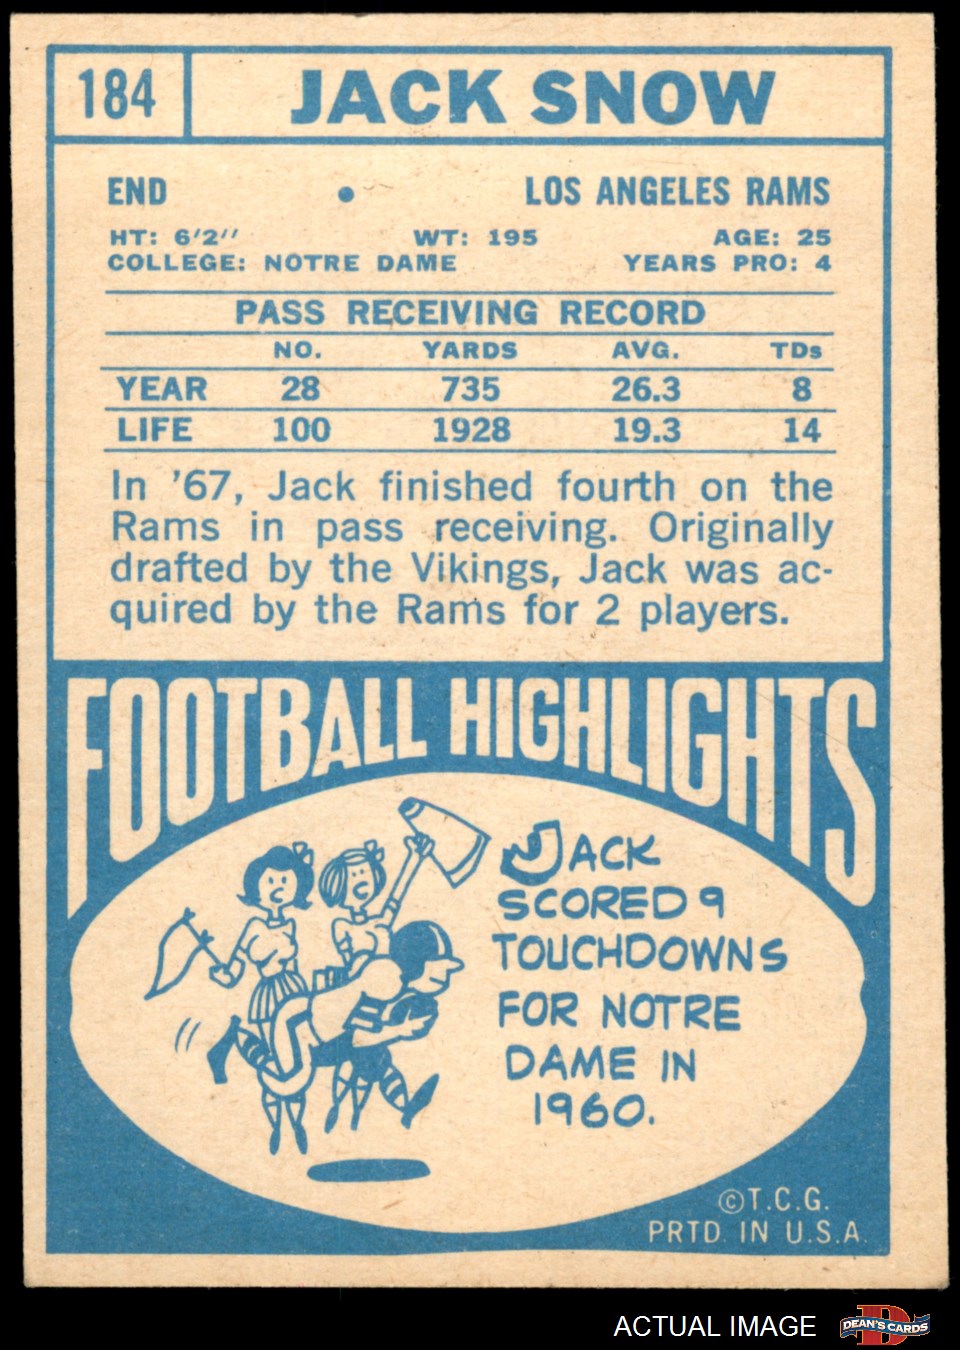 184 JACK SNOW
END • LOS ANGELES RAMS
HT: 6'2'' WT: 195 AGE: 25
COLLEGE: NOTRE DAME YEARS PRO: 4
PASS RECEIVING RECORD
NO. YARDS AVG. TDs
YEAR 28 735 26.3 8
LIFE 100 1928 19.3 14
In '67, Jack finished fourth on the
Rams in pass receiving. Originally
drafted by the Vikings, Jack was ac-
quired by the Rams for 2 players.
FOOTBALL HIGHLIGHTS
JACK
SCORED 9
TOUCHDOWNS
FOR NOTRE
DAME IN
1960.
©T.C.G.
PRTD. IN U.S.A.
ACTUAL IMAGE
D
DEAN'S CARDS